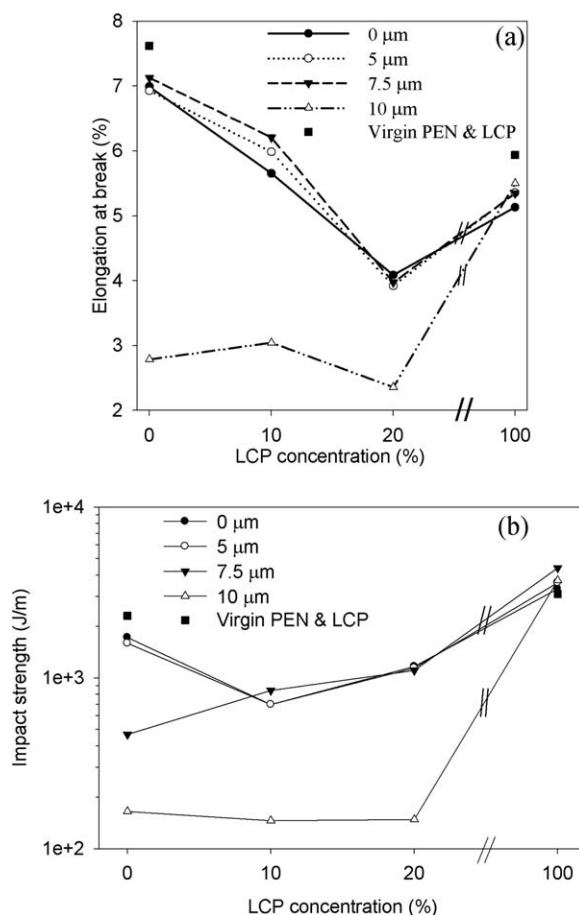 (a)
8
7
6
5
4
3
2
Elongation at break (%)
0 μm
5 μm
7.5 μm
10 μm
Virgin PEN & LCP
0 10 20 100
LCP concentration (%)
(b)
1e+4
1e+3
1e+2
Impact strength (J/m)
0 μm
5 μm
7.5 μm
10 μm
Virgin PEN & LCP
0 10 20 100
LCP concentration (%)